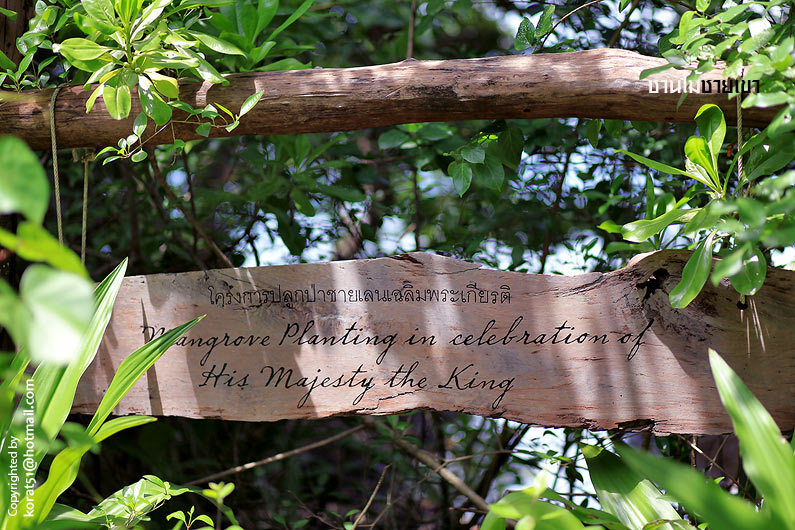 บ้านไม้ชายเขา
โครงการปลูกป่าชายเลนเฉลิมพระเกียรติ
Mangrove Planting in celebration of
His Majesty the King
Copyrighted by
korat51@hotmail.com